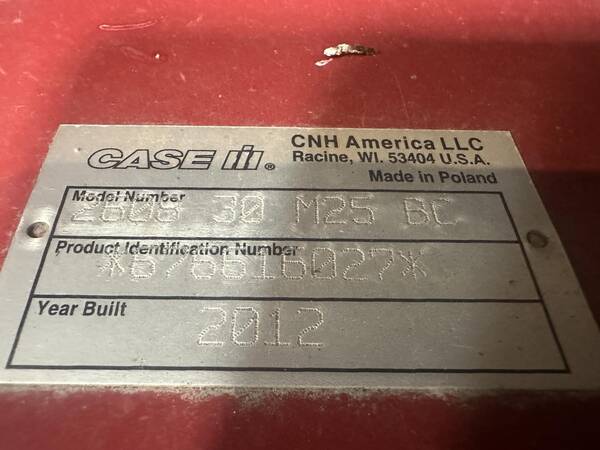 CASE IH®
CNH America LLC
Racine, WI. 53404 U.S.A.
Made in Poland
Model Number
2608 30 M25 BC
Product Identification Number
*676616027*
Year Built
2012